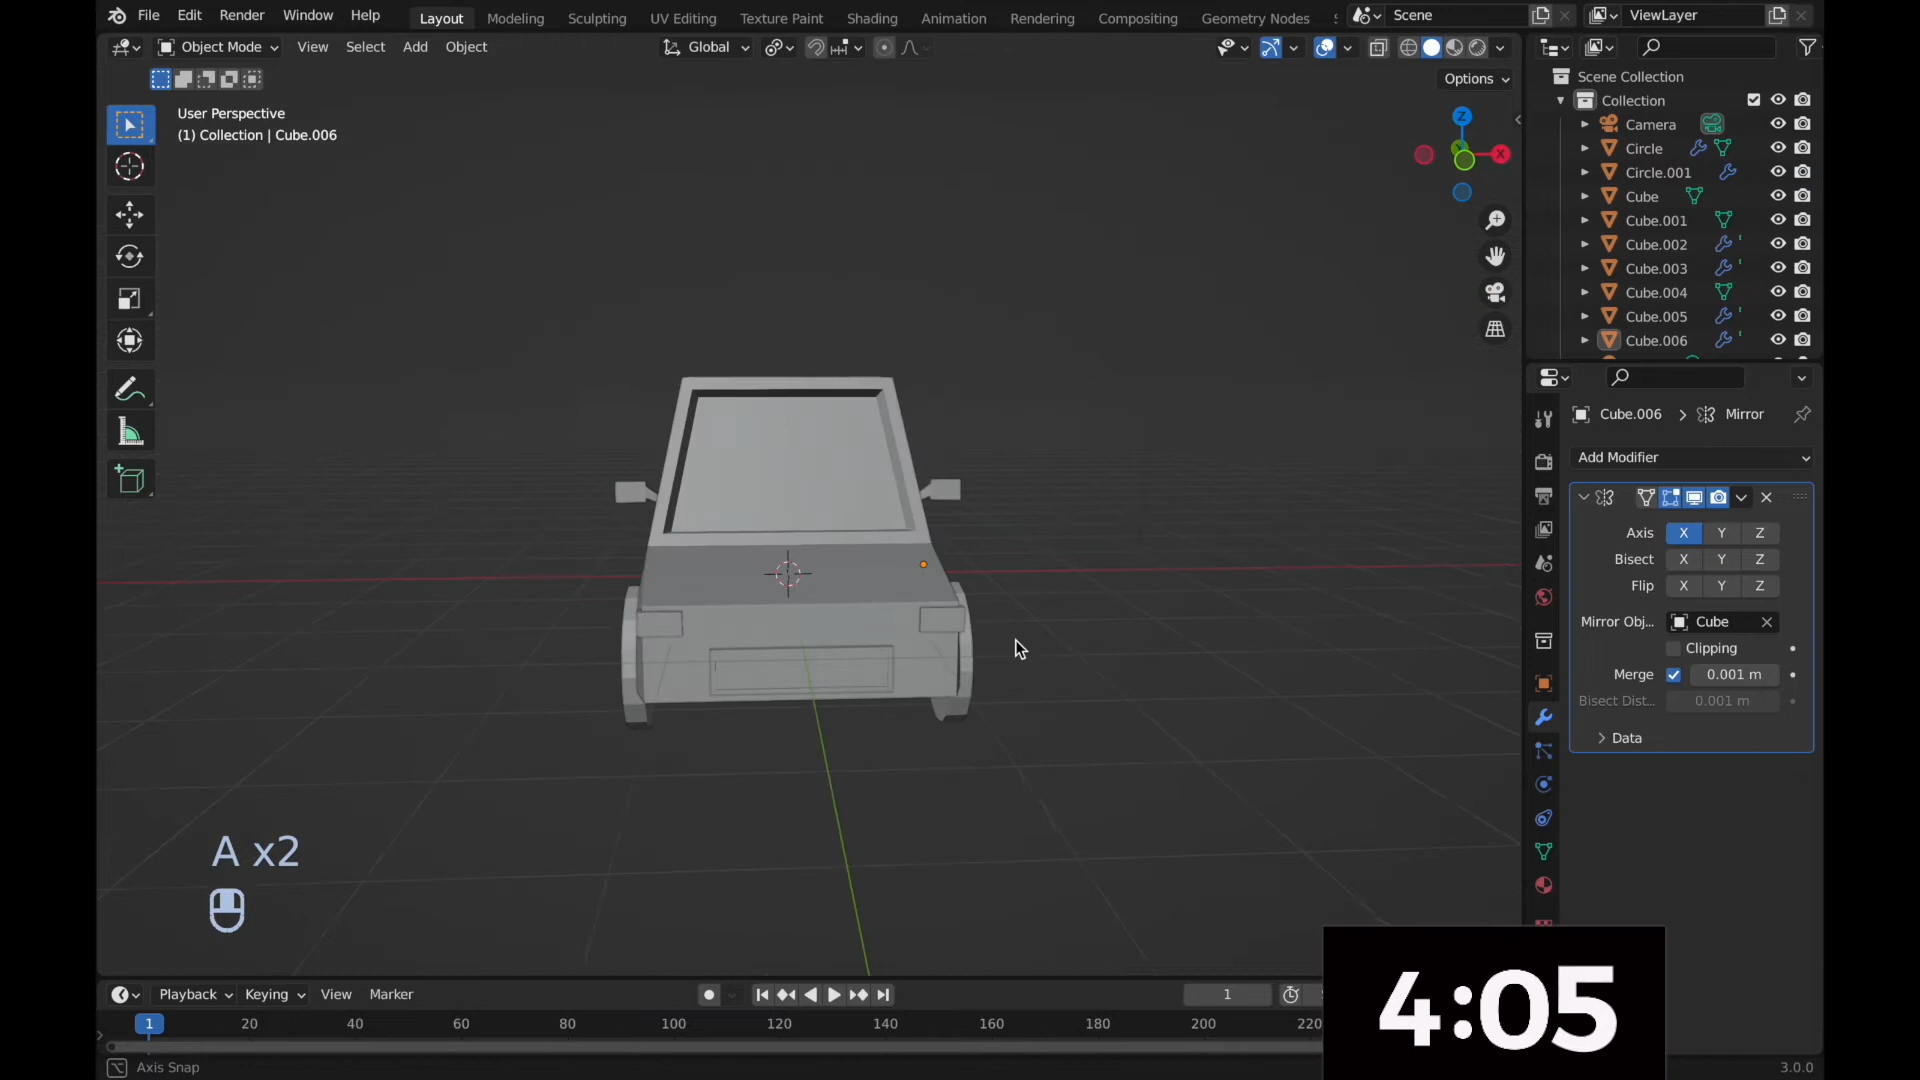 File Edit Render Window Help Layout Modeling Sculpting UV Editing Texture Paint Shading Animation Rendering Compositing Geometry Nodes Scene ViewLayer
Object Mode View Select Add Object Global
Options
User Perspective
(1) Collection | Cube.006
Z
X
Scene Collection
Collection
Camera
Circle
Circle.001
Cube
Cube.001
Cube.002
Cube.003
Cube.004
Cube.005
Cube.006
Cube.006 > Mirror
Add Modifier
Axis X Y Z
Bisect X Y Z
Flip X Y Z
Mirror Obj... Cube
Clipping
Merge 0.001 m
Bisect Dist... 0.001 m
Data
A x2
Playback Keying View Marker 1
1 20 40 60 80 100 120 140 160 180 200 220
Axis Snap
4:05
3.0.0